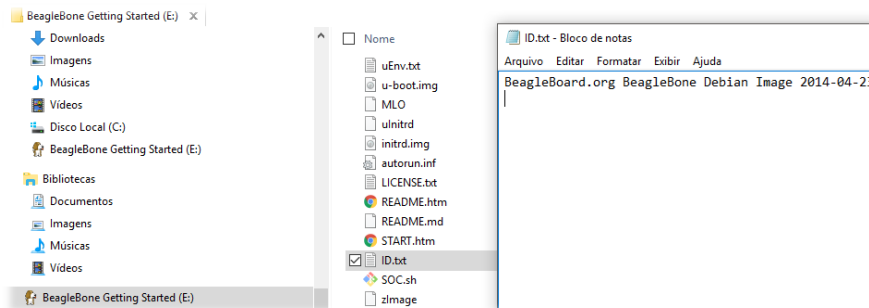 BeagleBone Getting Started (E:)
Downloads
Imagens
Músicas
Vídeos
Disco Local (C:)
BeagleBone Getting Started (E:)
Bibliotecas
Documentos
Imagens
Músicas
Vídeos
BeagleBone Getting Started (E:)
Nome
uEnv.txt
u-boot.img
MLO
uInitrd
initrd.img
autorun.inf
LICENSE.txt
README.htm
README.md
START.htm
ID.txt
SOC.sh
zImage
ID.txt - Bloco de notas
Arquivo Editar Formatar Exibir Ajuda
BeagleBoard.org BeagleBone Debian Image 2014-04-23